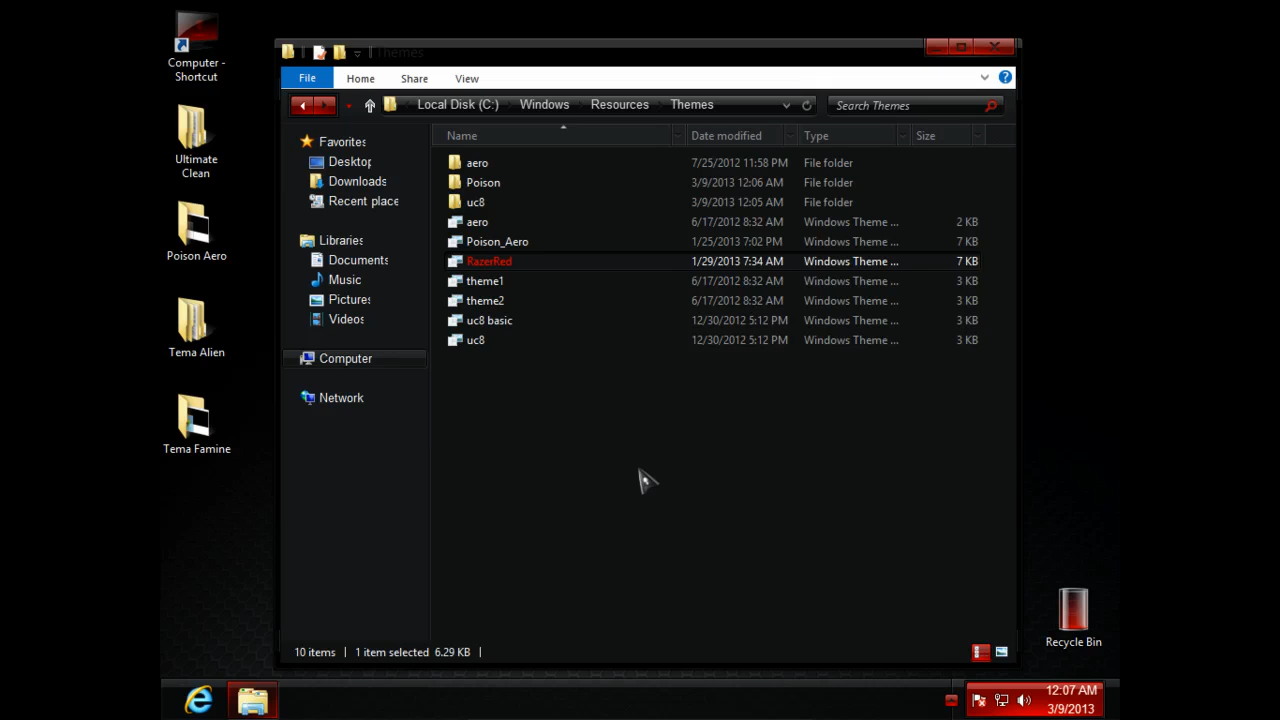 Computer -
Shortcut
Ultimate
Clean
Poison Aero
Tema Alien
Tema Famine
Themes
File Home Share View
Local Disk (C:) Windows Resources Themes Search Themes
Favorites
Desktop
Downloads
Recent place
Libraries
Documents
Music
Pictures
Videos
Computer
Network
Name Date modified Type Size
aero 7/25/2012 11:58 PM File folder
Poison 3/9/2013 12:06 AM File folder
uc8 3/9/2013 12:05 AM File folder
aero 6/17/2012 8:32 AM Windows Theme ... 2 KB
Poison_Aero 1/25/2013 7:02 PM Windows Theme ... 7 KB
RazerRed 1/29/2013 7:34 AM Windows Theme ... 7 KB
theme1 6/17/2012 8:32 AM Windows Theme ... 3 KB
theme2 6/17/2012 8:32 AM Windows Theme ... 3 KB
uc8 basic 12/30/2012 5:12 PM Windows Theme ... 3 KB
uc8 12/30/2012 5:12 PM Windows Theme ... 3 KB
10 items 1 item selected 6.29 KB
Recycle Bin
12:07 AM
3/9/2013